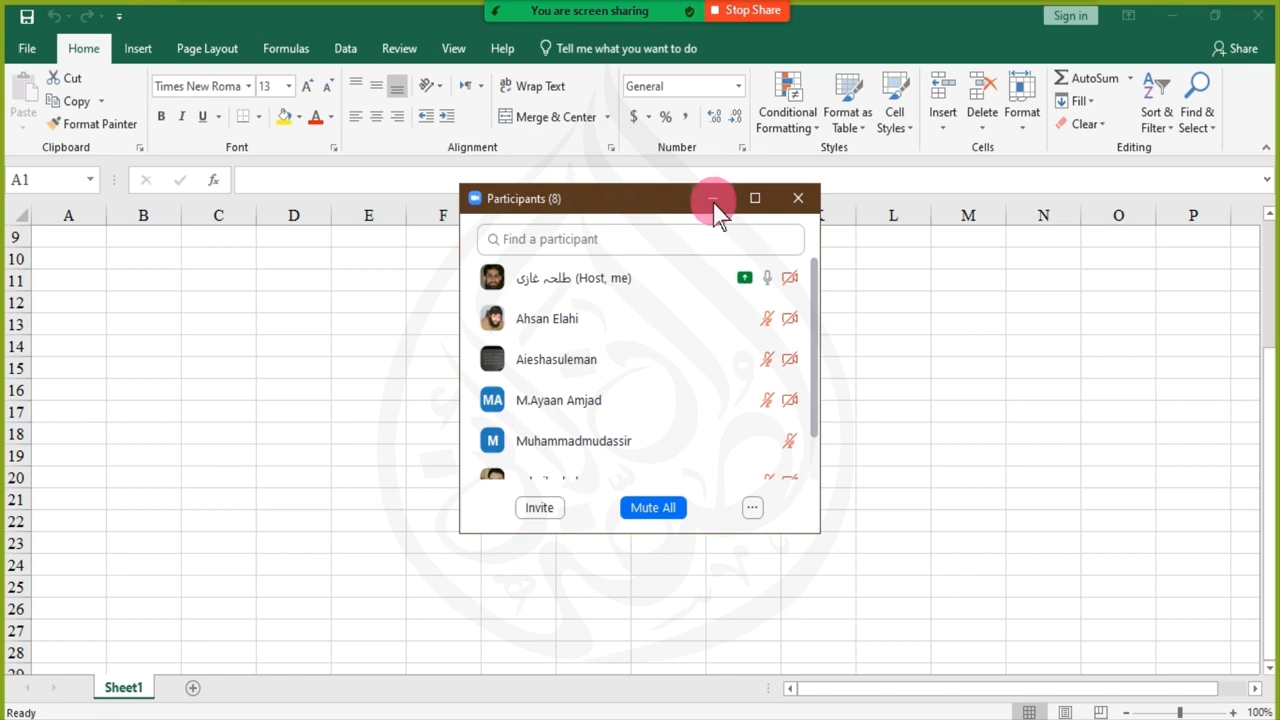 You are screen sharing
Stop Share
Sign in
File Home Insert Page Layout Formulas Data Review View Help Tell me what you want to do
Share
Paste
Cut
Copy
Format Painter
Clipboard
Times New Roma 13
B I U
Font
Wrap Text
Merge & Center
Alignment
General
$ % ,
Number
Conditional Formatting
Format as Table
Cell Styles
Styles
Insert Delete Format
Cells
AutoSum
Fill
Clear
Sort & Filter
Find & Select
Editing
A1
fx
A B C D E F L M N O P
9
10
11
12
13
14
15
16
17
18
19
20
21
22
23
24
25
26
27
28
Participants (8)
Find a participant
طلحہ غازی (Host, me)
Ahsan Elahi
Aieshasuleman
MA M.Ayaan Amjad
M Muhammadmudassir
Invite
Mute All
...
Sheet1
Ready
100%